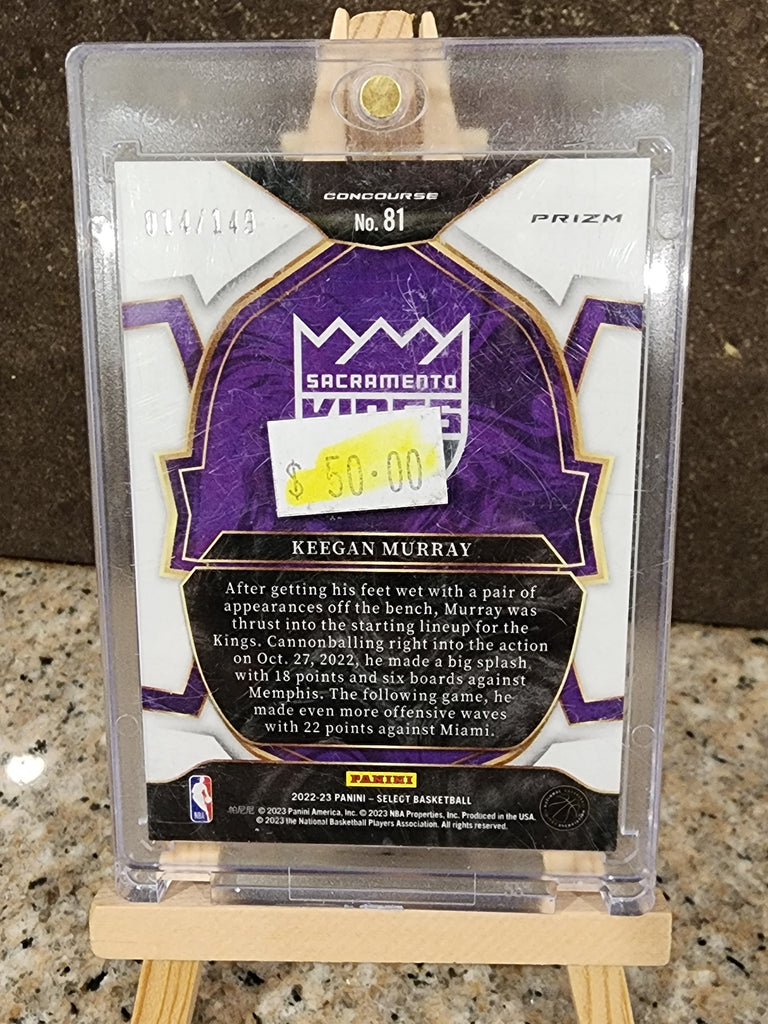 CONCOURSE
No. 81
014/149
PRIZM
SACRAMENTO
KINGS
$ 50.00
KEEGAN MURRAY
After getting his feet wet with a pair of
appearances off the bench, Murray was
thrust into the starting lineup for the
Kings. Cannonballing right into the action
on Oct. 27, 2022, he made a big splash
with 18 points and six boards against
Memphis. The following game, he
made even more offensive waves
with 22 points against Miami.
PANINI
2022-23 PANINI – SELECT BASKETBALL
帕尼尼 © 2023 Panini America, Inc. © 2023 NBA Properties, Inc. Produced in the USA.
© 2023 the National Basketball Players Association. All rights reserved.
NBA